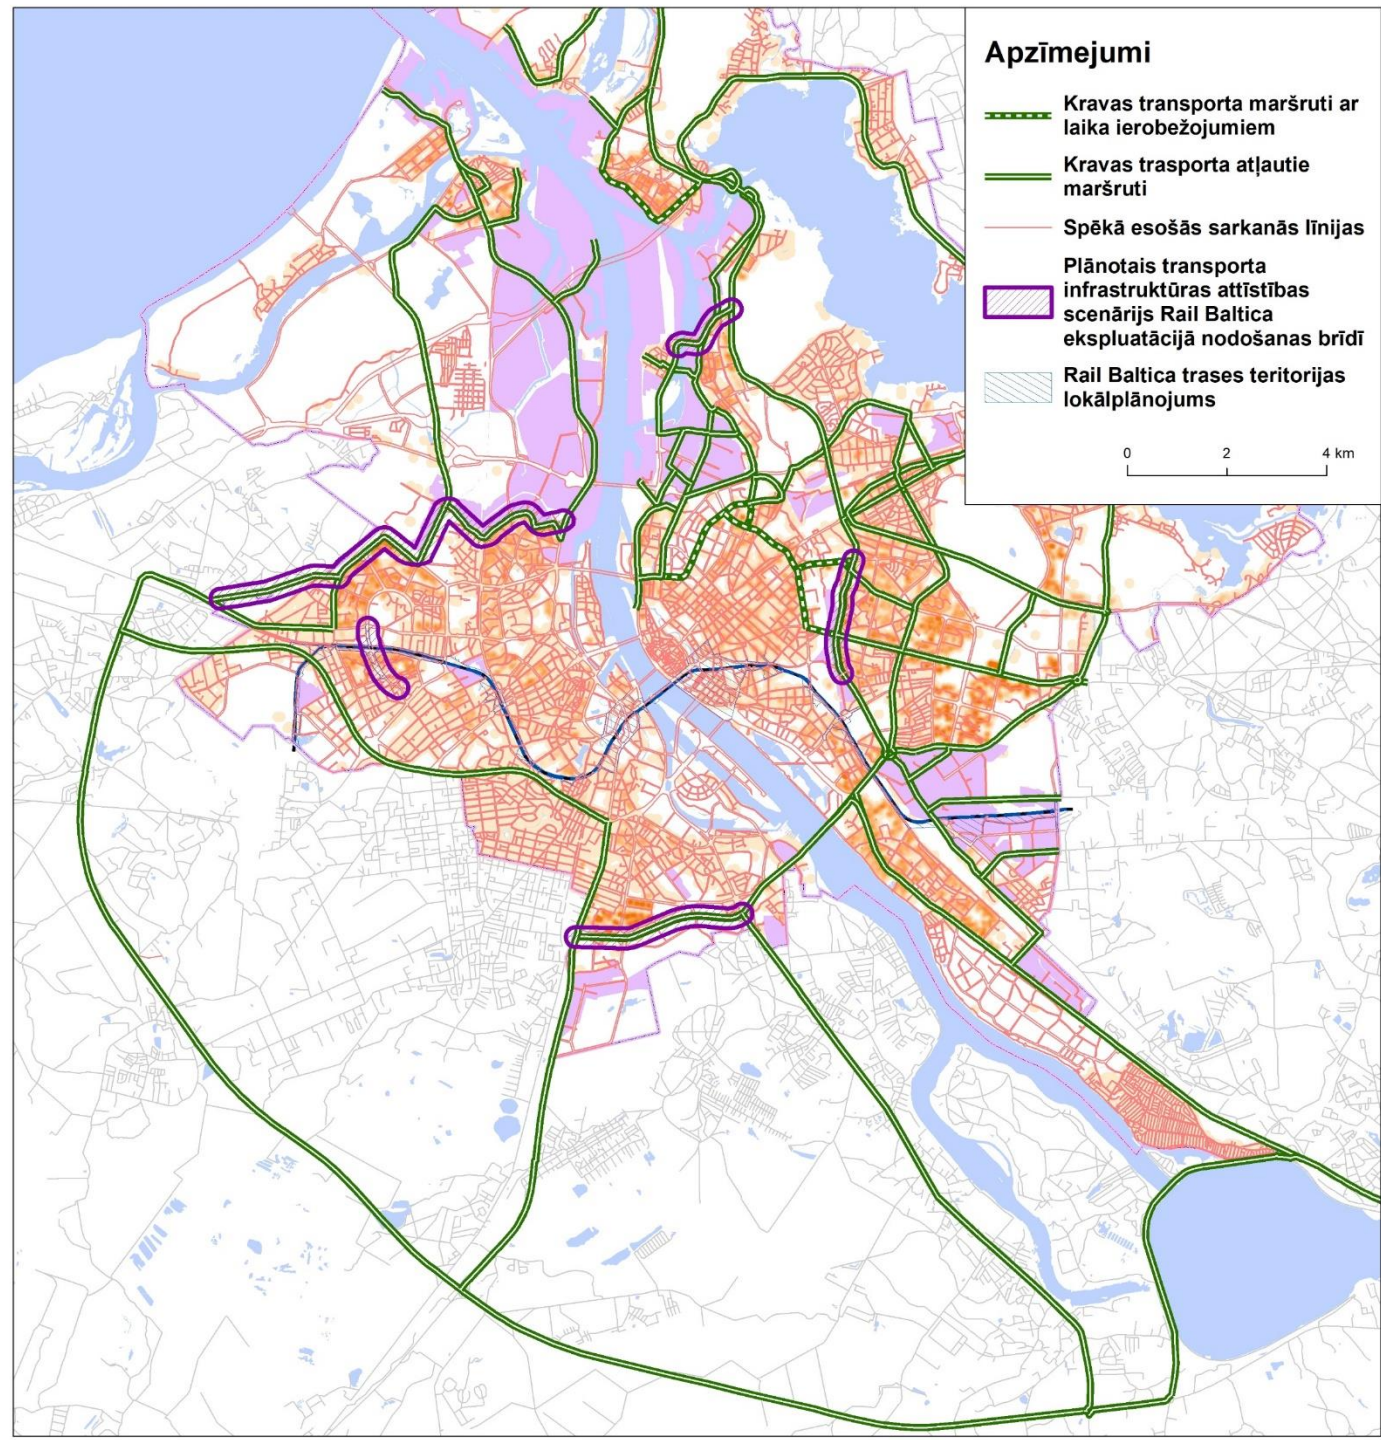 Apzīmejumi
Kravas transporta maršruti ar
laika ierobežojumiem
Kravas trasporta atļautie
maršruti
Spēkā esošās sarkanās līnijas
Plānotais transporta
infrastruktūras attīstības
scenārijs Rail Baltica
ekspluatācijā nodošanas brīdī
Rail Baltica trases teritorijas
lokālplānojums
0 2 4 km